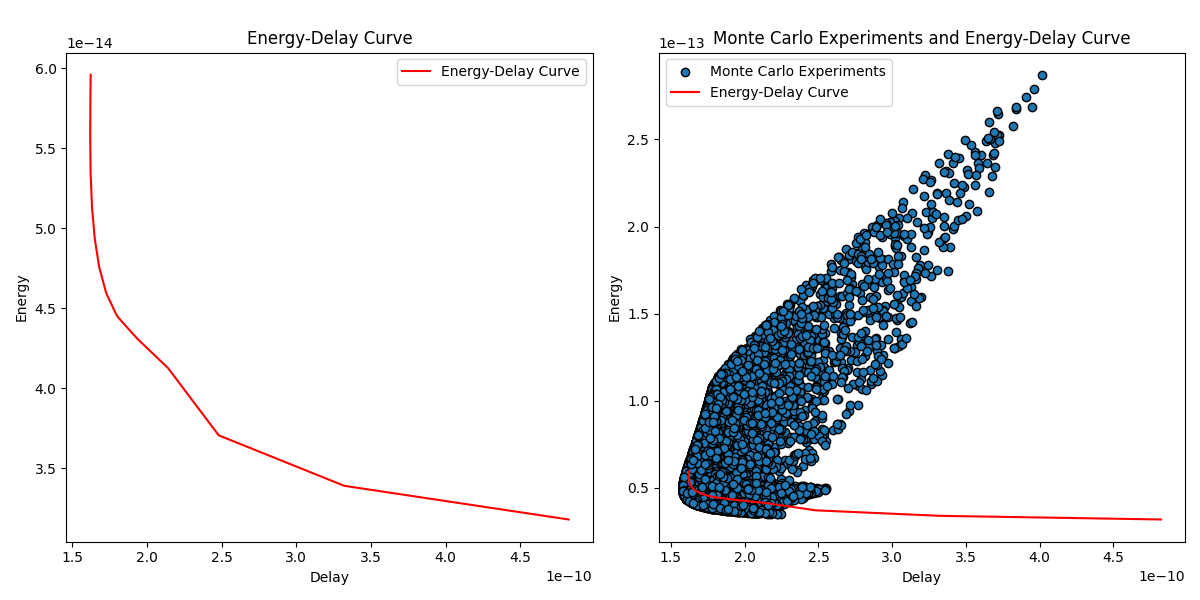 Energy-Delay Curve
1e−14
Energy-Delay Curve
6.0
5.5
5.0
4.5
4.0
3.5
Energy
1.5
2.0
2.5
3.0
3.5
4.0
4.5
1e−10
Delay
Monte Carlo Experiments and Energy-Delay Curve
1e−13
Monte Carlo Experiments
Energy-Delay Curve
2.5
2.0
1.5
1.0
0.5
Energy
1.5
2.0
2.5
3.0
3.5
4.0
4.5
1e−10
Delay